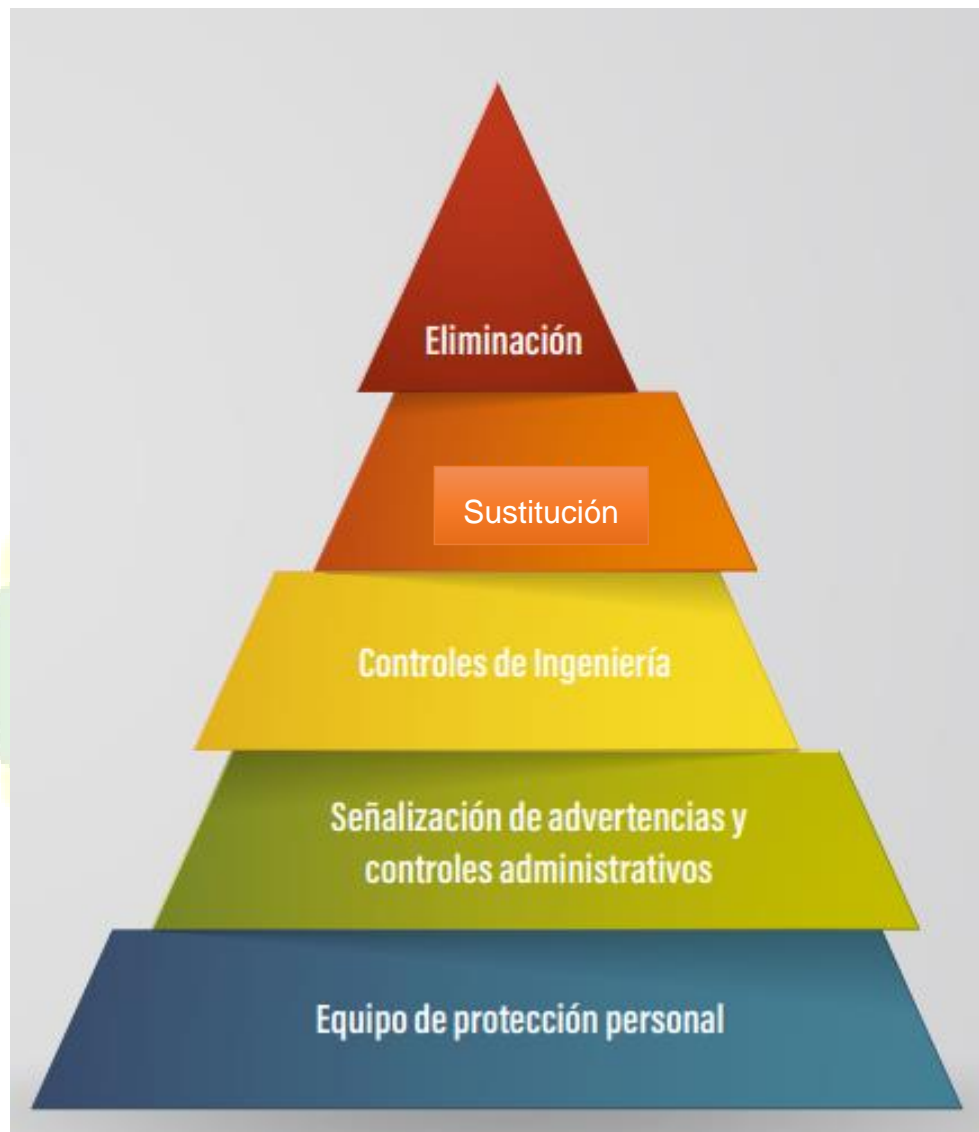 Eliminación
Sustitución
Controles de Ingeniería
Señalización de advertencias y
controles administrativos
Equipo de protección personal